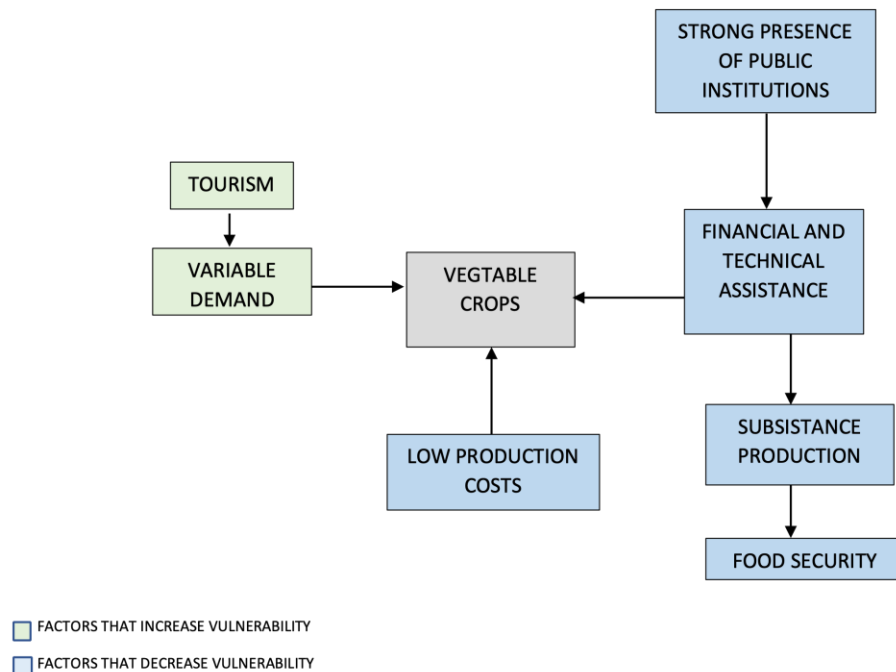 STRONG PRESENCE
OF PUBLIC
INSTITUTIONS
TOURISM
VARIABLE
DEMAND
VEGTABLE
CROPS
FINANCIAL AND
TECHNICAL
ASSISTANCE
LOW PRODUCTION
COSTS
SUBSISTANCE
PRODUCTION
FOOD SECURITY
FACTORS THAT INCREASE VULNERABILITY
FACTORS THAT DECREASE VULNERABILITY